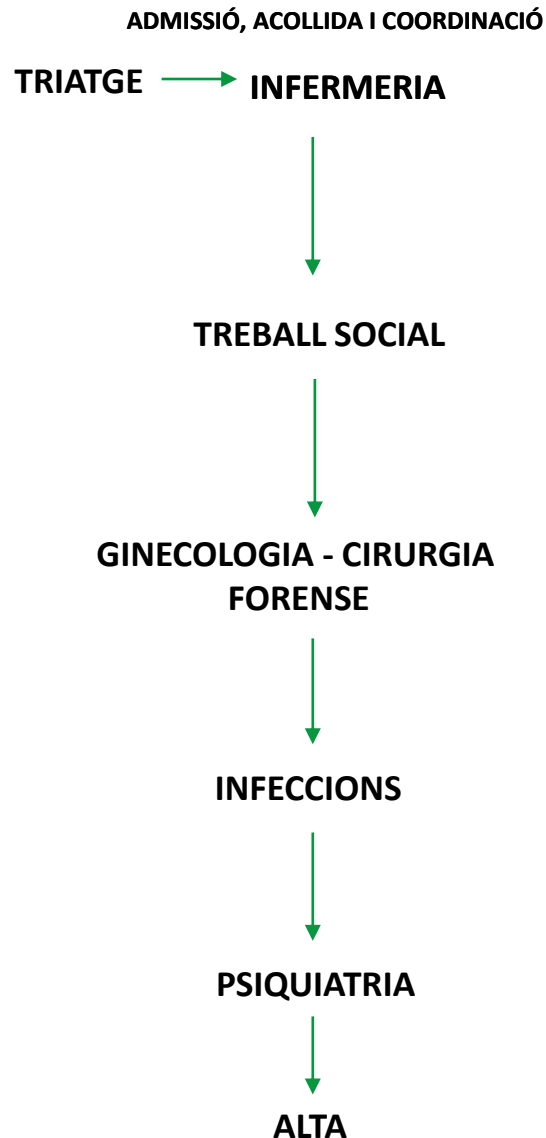 ADMISSIÓ, ACOLLIDA I COORDINACIÓ
TRIATGE
INFERMERIA
TREBALL SOCIAL
GINECOLOGIA - CIRURGIA
FORENSE
INFECCIONS
PSIQUIATRIA
ALTA